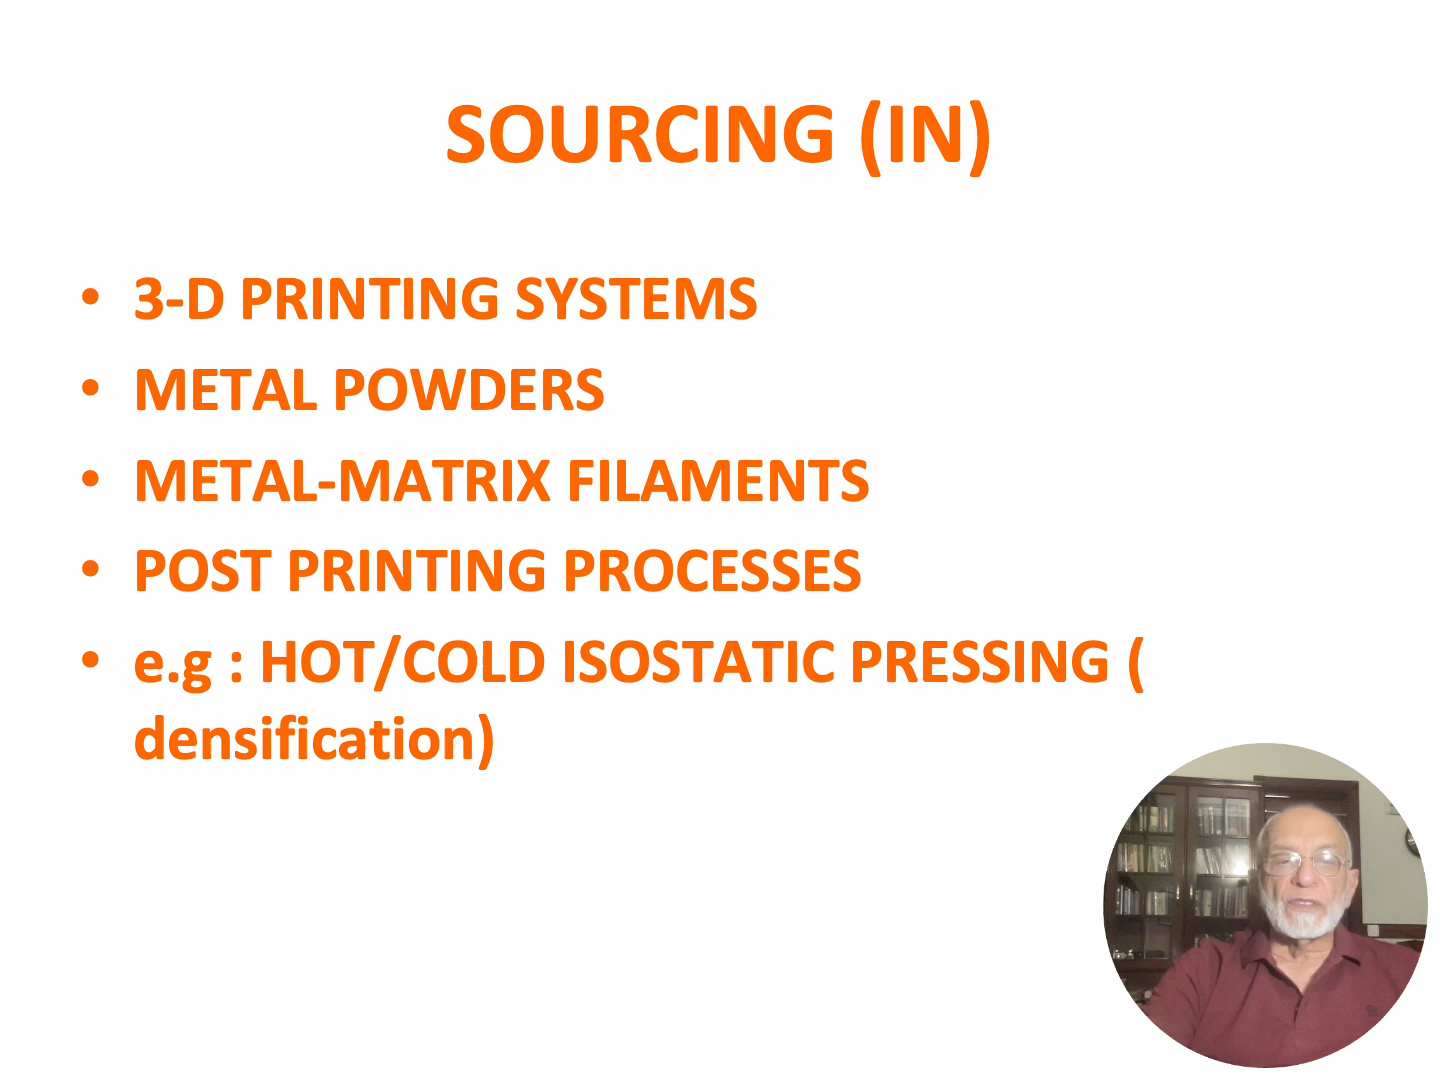 SOURCING (IN)
• 3-D PRINTING SYSTEMS
• METAL POWDERS
• METAL-MATRIX FILAMENTS
• POST PRINTING PROCESSES
• e.g : HOT/COLD ISOSTATIC PRESSING (
densification)